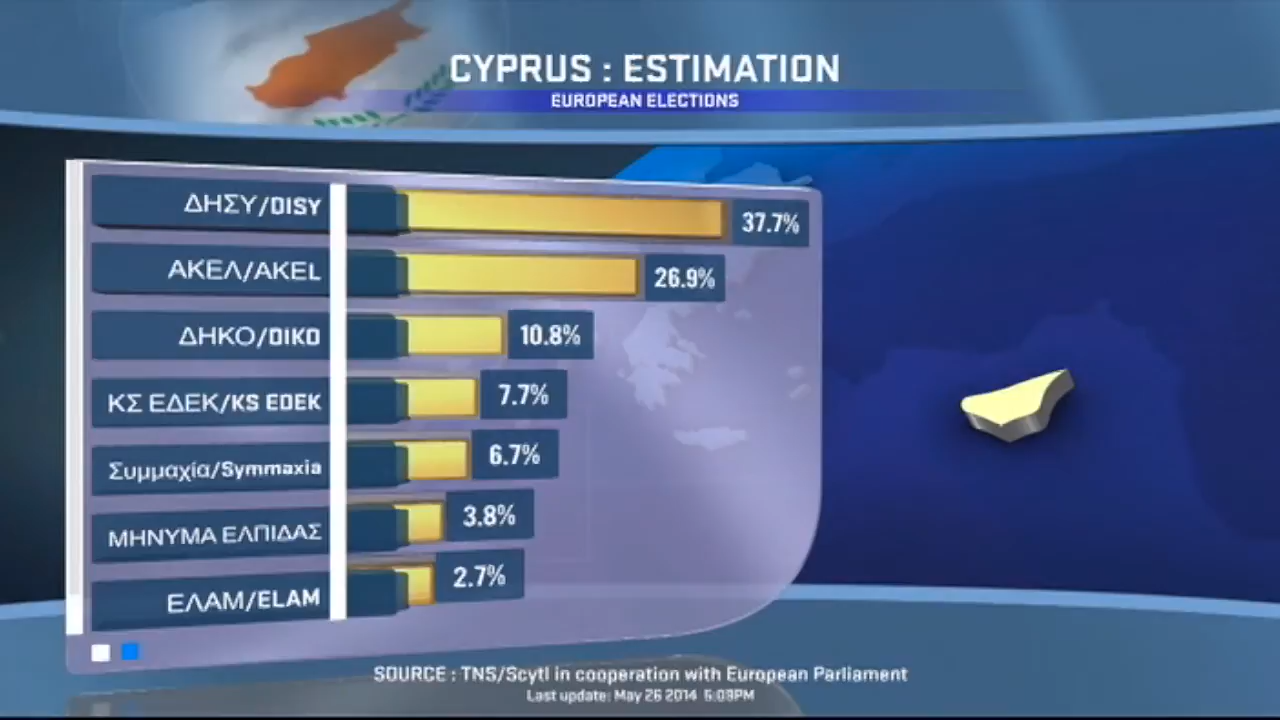 CYPRUS : ESTIMATION
EUROPEAN ELECTIONS
ΔΗΣΥ/DISY 37.7%
ΑΚΕΛ/AKEL 26.9%
ΔΗΚΟ/DIKO 10.8%
ΚΣ ΕΔΕΚ/KS EDEK 7.7%
Συμμαχία/Symmaxia 6.7%
ΜΗΝΥΜΑ ΕΛΠΙΔΑΣ 3.8%
ΕΛΑΜ/ELAM 2.7%
SOURCE : TNS/Scytl in cooperation with European Parliament
Last update: May 26 2014 5:09PM